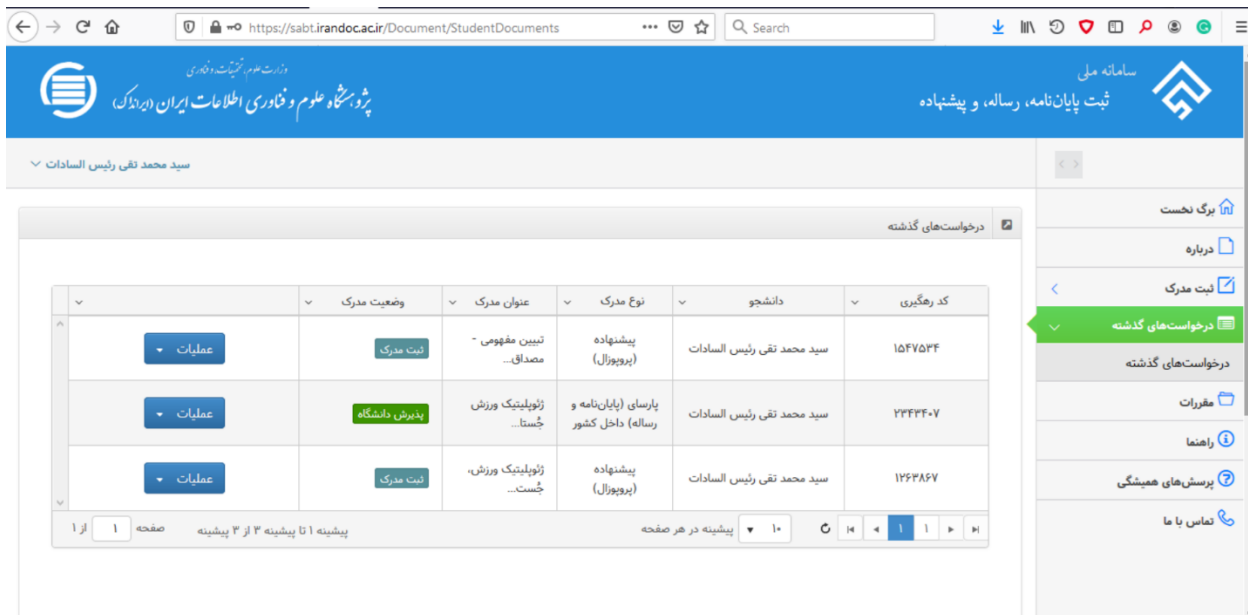 https://sabt.irandoc.ac.ir/Document/StudentDocuments
Search
سامانه ملی
ثبت پایان‌نامه، رساله، و پیشنهاده
وزارت علوم، تحقیقات و فناوری
پژوهشگاه علوم و فناوری اطلاعات ایران (ایرانداک)
سید محمد تقی رئیس السادات
برگ نخست
درباره
ثبت مدرک
درخواست‌های گذشته
درخواست‌های گذشته
مقررات
راهنما
پرسش‌های همیشگی
تماس با ما
درخواست‌های گذشته
کد رهگیری دانشجو نوع مدرک عنوان مدرک وضعیت مدرک
۱۵۴۷۵۳۴ سید محمد تقی رئیس السادات پیشنهاده (پروپوزال) تبیین مفهومی - مصداق... ثبت مدرک عملیات
۲۳۴۳۴۰۷ سید محمد تقی رئیس السادات پارسای (پایان‌نامه و رساله) داخل کشور ژئوپلیتیک ورزش جُستا... پذیرش دانشگاه عملیات
۱۲۶۳۸۶۷ سید محمد تقی رئیس السادات پیشنهاده (پروپوزال) ژئوپلیتیک ورزش، جُست... ثبت مدرک عملیات
۱ ۱ ۱۰ پیشینه در هر صفحه پیشینه ۱ تا پیشینه ۳ از ۳ پیشینه صفحه ۱ از ۱